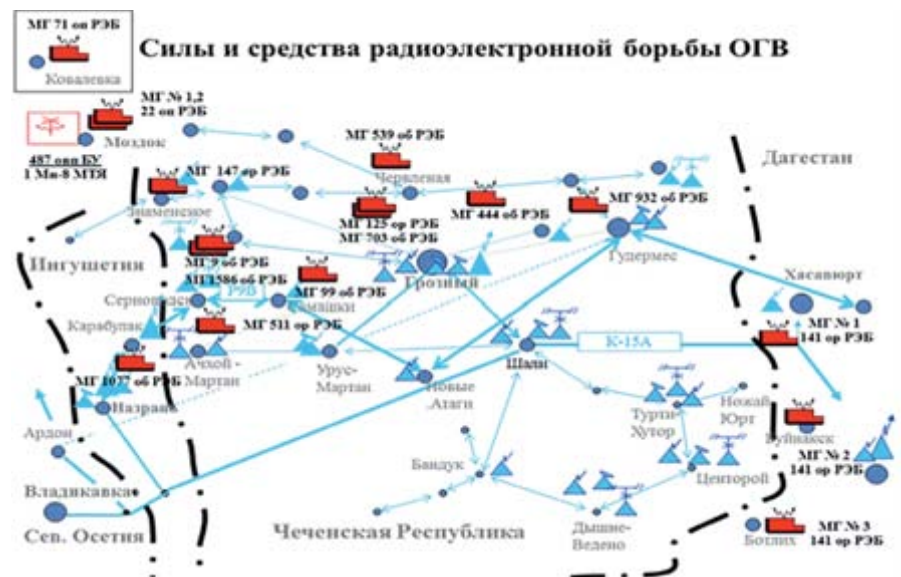 МГ 71 оп РЭБ
Ковалевка
Силы и средства радиоэлектронной борьбы ОГВ
МГ № 1,2
22 оп РЭБ
Моздок
487 овп БУ
1 Ми-8 МТЯ
МГ 539 об РЭБ
Червленая
Дагестан
МГ 147 ор РЭБ
Знаменское
МГ 125 ор РЭБ
МГ 703 об РЭБ
МГ 444 об РЭБ
МГ 932 об РЭБ
Гудермес
Ингушетия
МГ 9 об РЭБ
МГ 1586 об РЭБ
Грозный
Хасавюрт
Серноводск
МГ 99 об РЭБ
МГ № 1
141 ор РЭБ
Карабулак
МГ 511 ор РЭБ
К-15А
Ачхой-
Мартан
Урус-
Мартан
Шали
МГ 1077 об РЭБ
Назрань
Новые
Атаги
Турти-
Хутор
Ножай
Юрт
Ардон
Буйнакск
МГ № 2
141 ор РЭБ
Бандук
Центорой
Владикавка
Сев. Осетия
Чеченская Республика
Дышне-
Ведено
Ботлих
МГ № 3
141 ор РЭБ